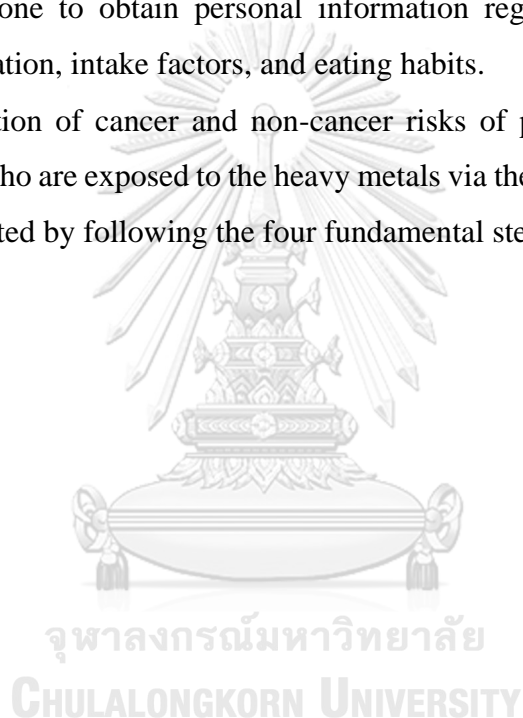 one to obtain personal information reg
ation, intake factors, and eating habits.
tion of cancer and non-cancer risks of p
ho are exposed to the heavy metals via the
ted by following the four fundamental ste
จุฬาลงกรณ์มหาวิทยาลัย
CHULALONGKORN UNIVERSITY